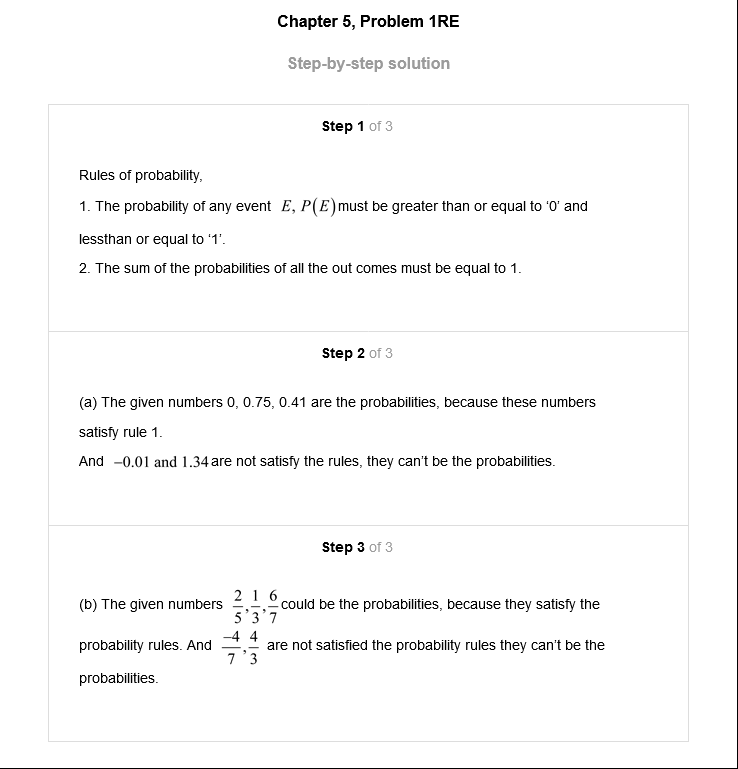 Chapter 5, Problem 1RE
Step-by-step solution
Step 1 of 3
Rules of probability,
1. The probability of any event E, P(E) must be greater than or equal to ‘0’ and
lessthan or equal to ‘1’.
2. The sum of the probabilities of all the out comes must be equal to 1.
Step 2 of 3
(a) The given numbers 0, 0.75, 0.41 are the probabilities, because these numbers
satisfy rule 1.
And −0.01 and 1.34 are not satisfy the rules, they can’t be the probabilities.
Step 3 of 3
(b) The given numbers 2/5, 1/3, 6/7 could be the probabilities, because they satisfy the
probability rules. And −4/7, 4/3 are not satisfied the probability rules they can’t be the
probabilities.